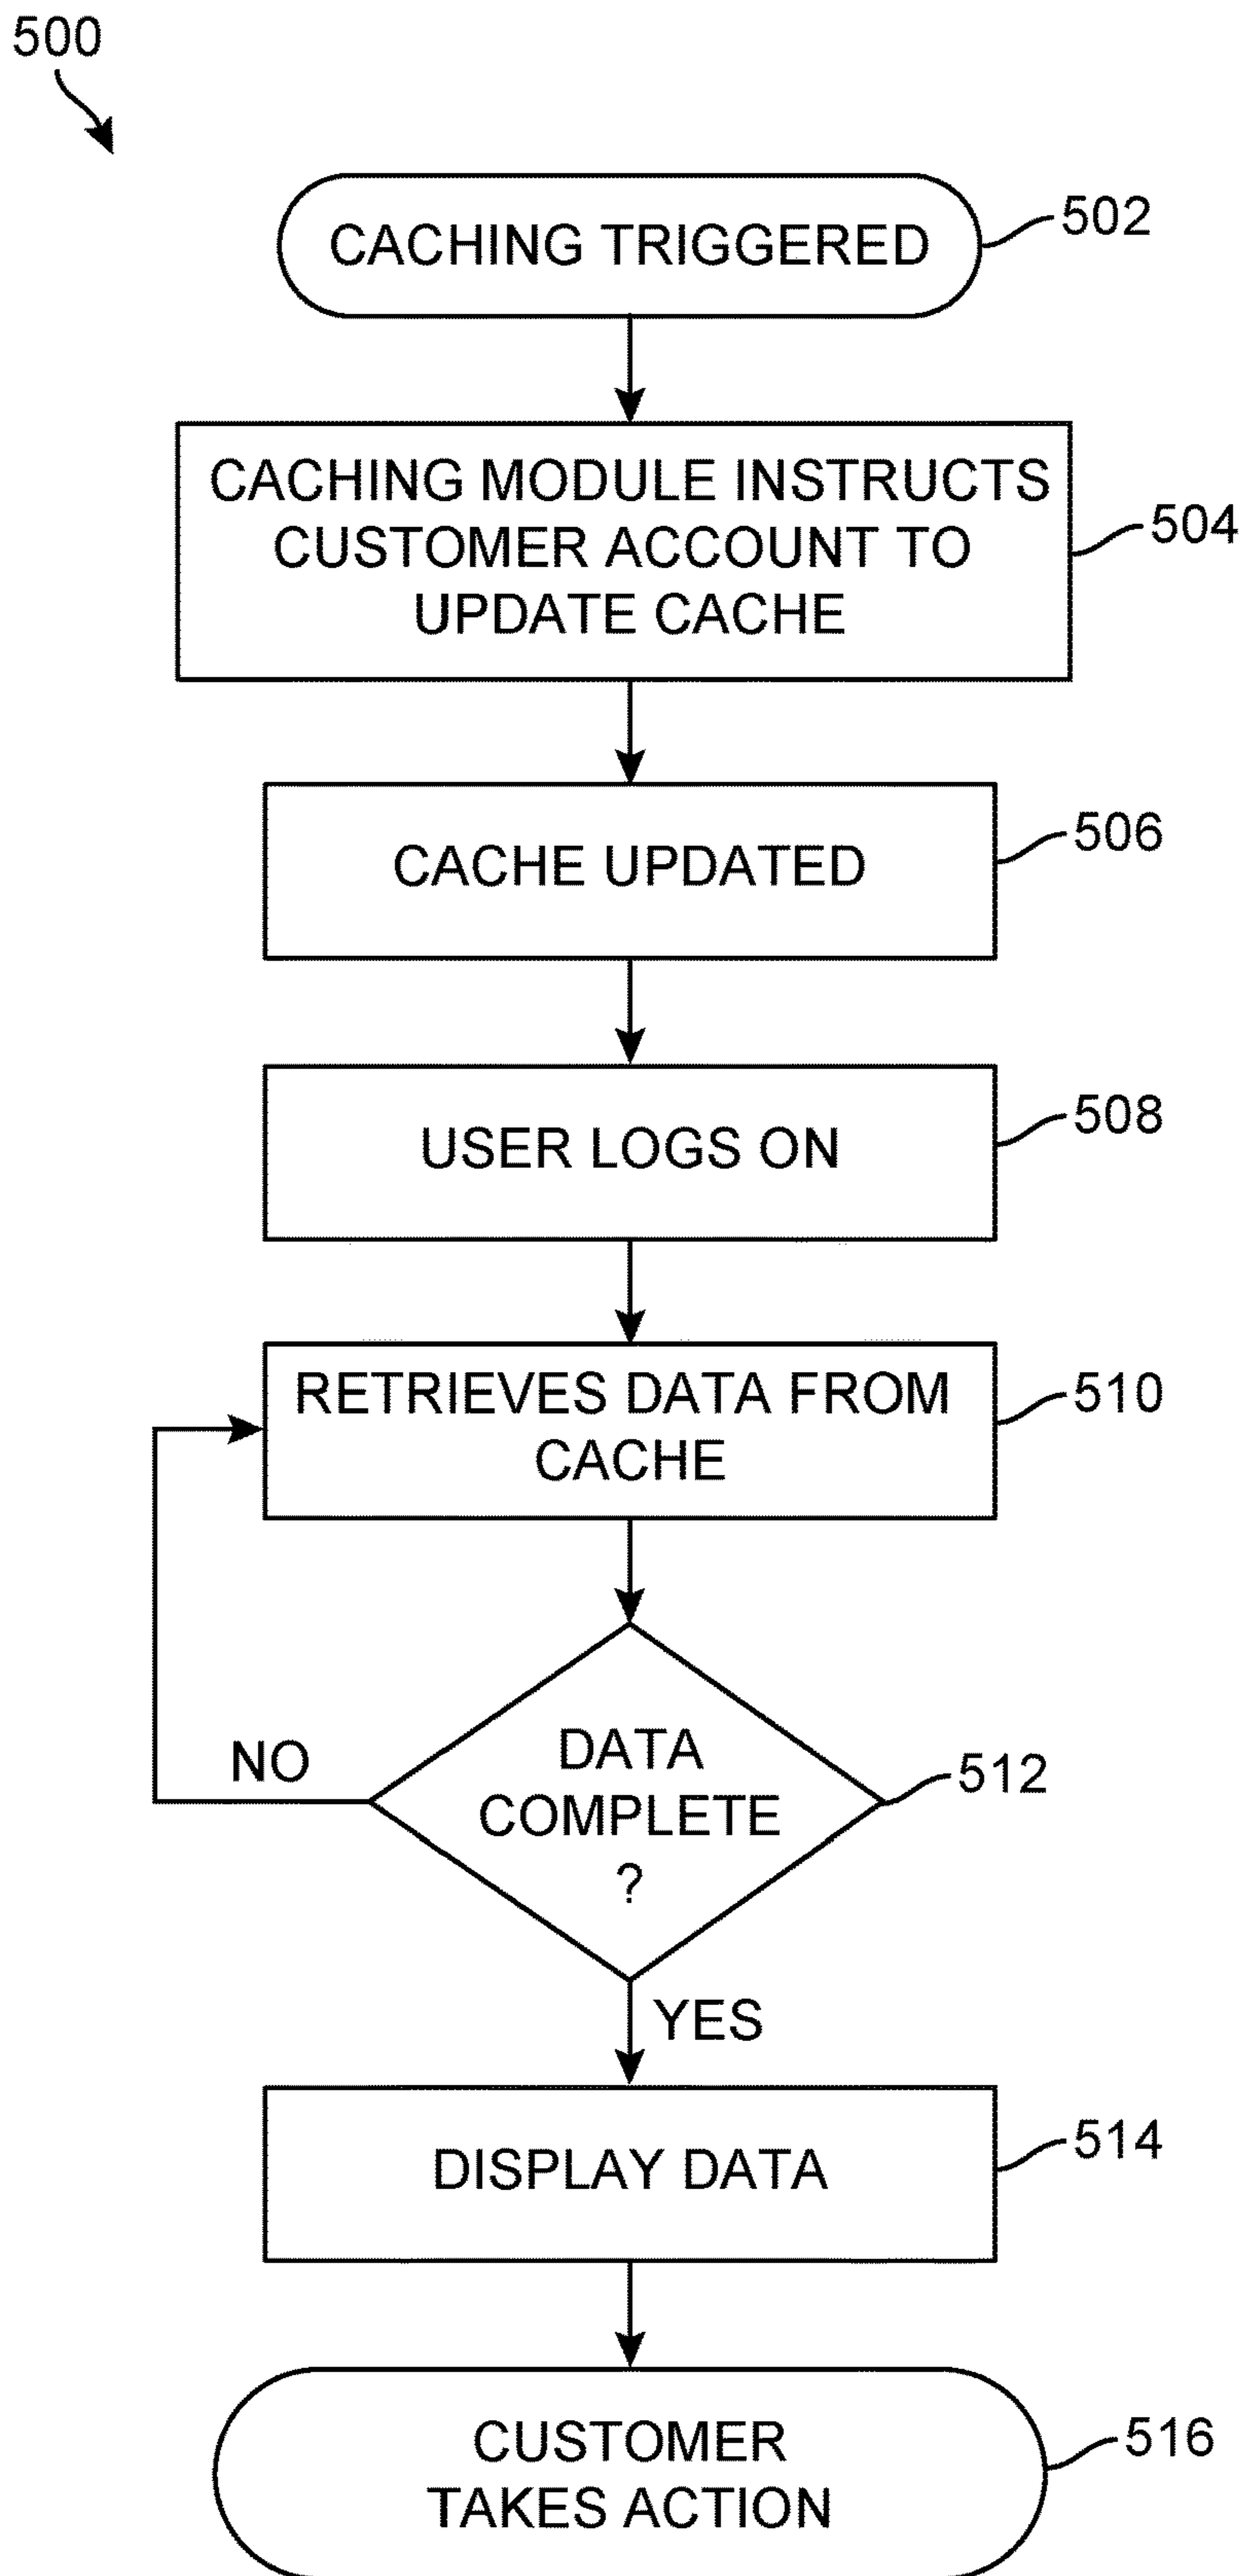 500
CACHING TRIGGERED
502
CACHING MODULE INSTRUCTS
CUSTOMER ACCOUNT TO
UPDATE CACHE
504
CACHE UPDATED
506
USER LOGS ON
508
RETRIEVES DATA FROM
CACHE
510
DATA
COMPLETE
?
512
NO
YES
DISPLAY DATA
514
CUSTOMER
TAKES ACTION
516